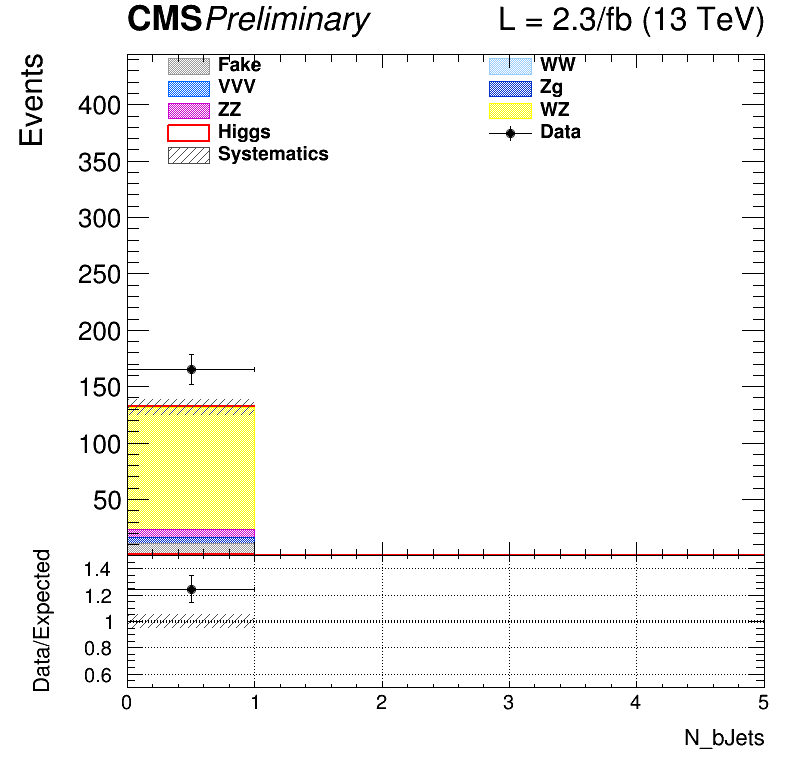 CMS Preliminary L = 2.3/fb (13 TeV)
Events
Fake WW
VVV Zg
ZZ WZ
Higgs Data
Systematics
400
350
300
250
200
150
100
50
Data/Expected
1.4
1.2
1
0.8
0.6
0 1 2 3 4 5
N_bJets